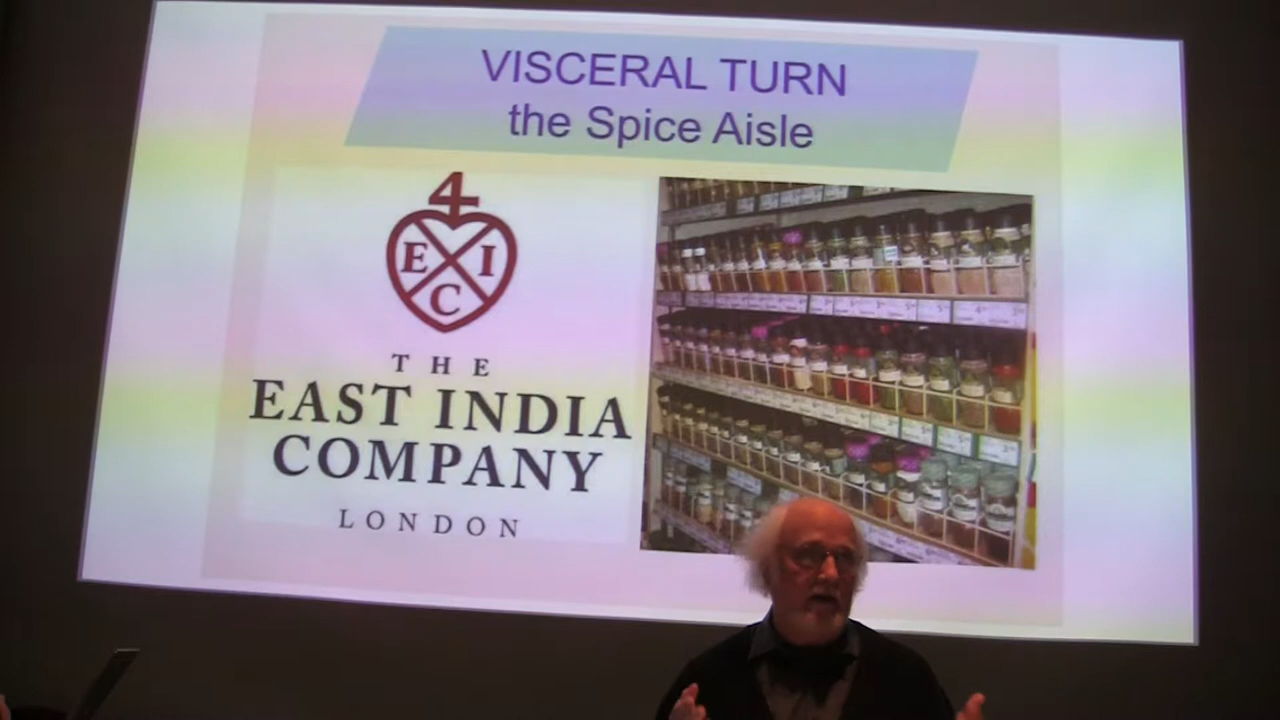 VISCERAL TURN
the Spice Aisle
4
E I
C
THE
EAST INDIA
COMPANY
LONDON